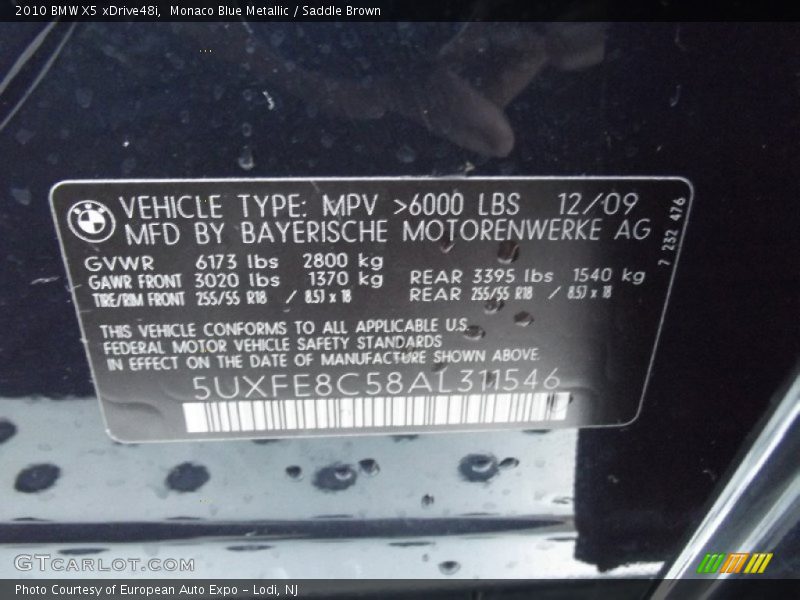 2010 BMW X5 xDrive48i, Monaco Blue Metallic / Saddle Brown
VEHICLE TYPE: MPV >6000 LBS 12/09
MFD BY BAYERISCHE MOTORENWERKE AG
7 232 476
GVWR 6173 lbs 2800 kg
GAWR FRONT 3020 lbs 1370 kg REAR 3395 lbs 1540 kg
TIRE/RIM FRONT 255/55 R18 / 8.5J x 18 REAR 255/55 R18 / 8.5J x 18
THIS VEHICLE CONFORMS TO ALL APPLICABLE U.S.
FEDERAL MOTOR VEHICLE SAFETY STANDARDS
IN EFFECT ON THE DATE OF MANUFACTURE SHOWN ABOVE.
5UXFE8C58AL311546
GTCARLOT.COM
Photo Courtesy of European Auto Expo - Lodi, NJ